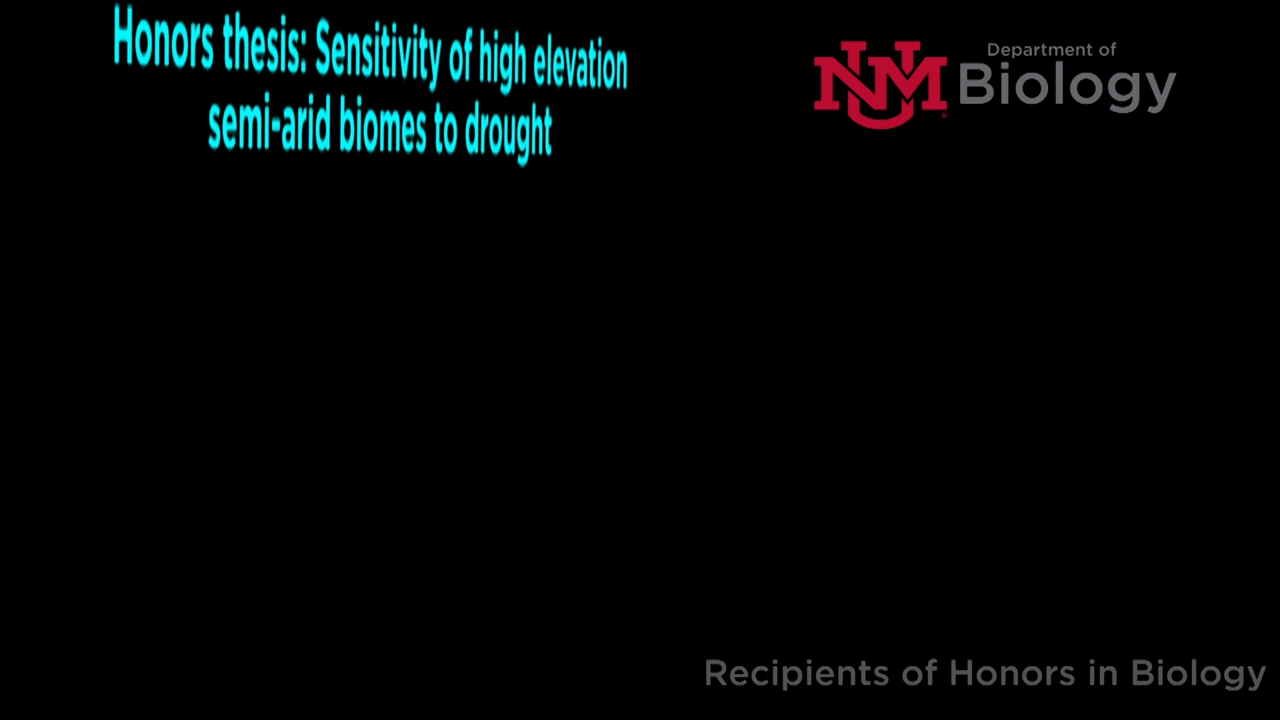 Honors thesis: Sensitivity of high elevation
semi-arid biomes to drought
UNM
Department of
Biology
Recipients of Honors in Biology